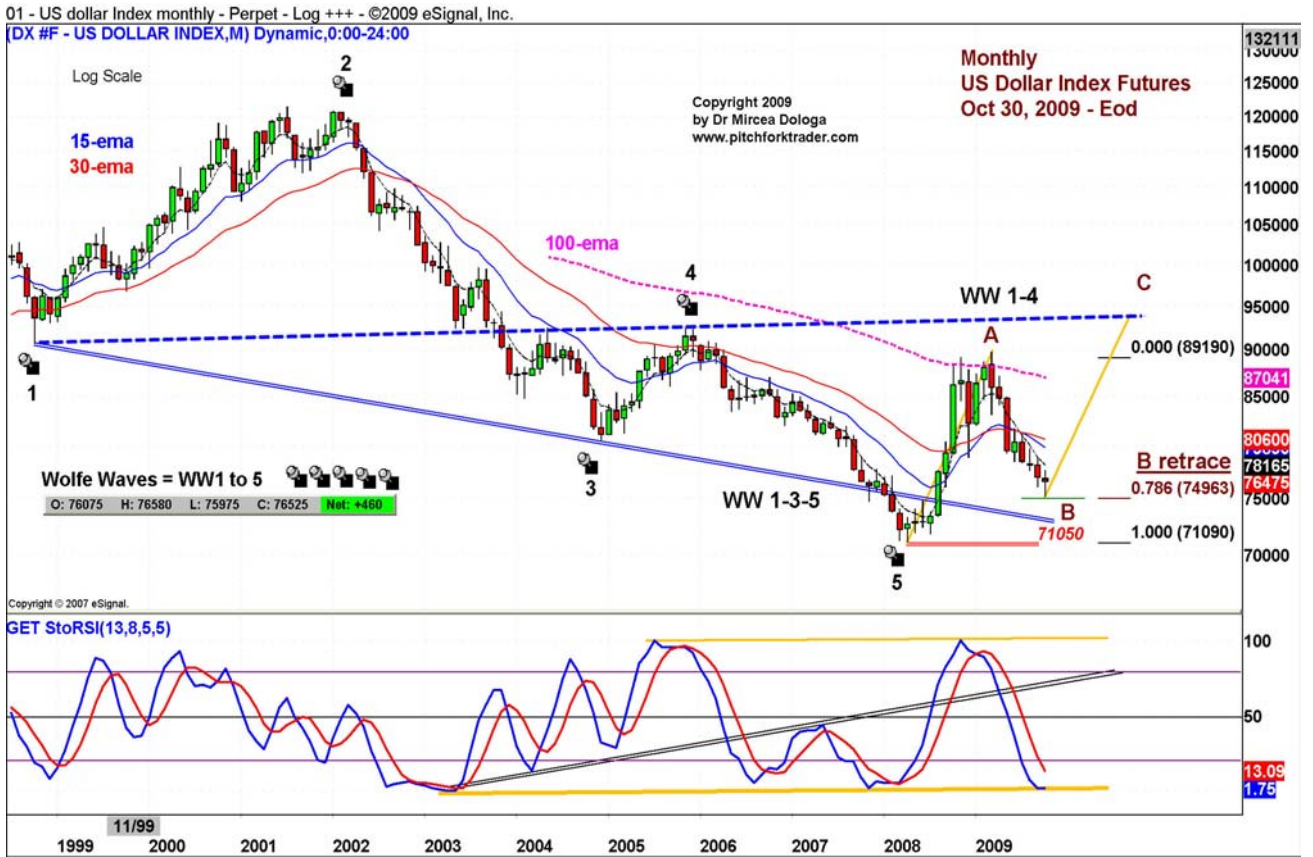 01 - US dollar Index monthly - Perpet - Log +++ - ©2009 eSignal, Inc.
(DX #F - US DOLLAR INDEX,M) Dynamic,0:00-24:00
Log Scale
15-ema
30-ema
2
Copyright 2009
by Dr Mircea Dologa
www.pitchforktrader.com
Monthly
US Dollar Index Futures
Oct 30, 2009 - Eod
132111
130000
125000
120000
115000
110000
105000
100000
95000
90000
87041
85000
80600
78165
76475
75000
70000
100-ema
4
WW 1-4
C
A
0.000 (89190)
1
3
WW 1-3-5
B retrace
0.786 (74963)
B
71050
1.000 (71090)
5
Wolfe Waves = WW1 to 5
O: 76075 H: 76580 L: 75975 C: 76525 Net: +460
Copyright © 2007 eSignal.
GET StoRSI(13,8,5,5)
100
50
13.09
1.75
11/99
1999 2000 2001 2002 2003 2004 2005 2006 2007 2008 2009